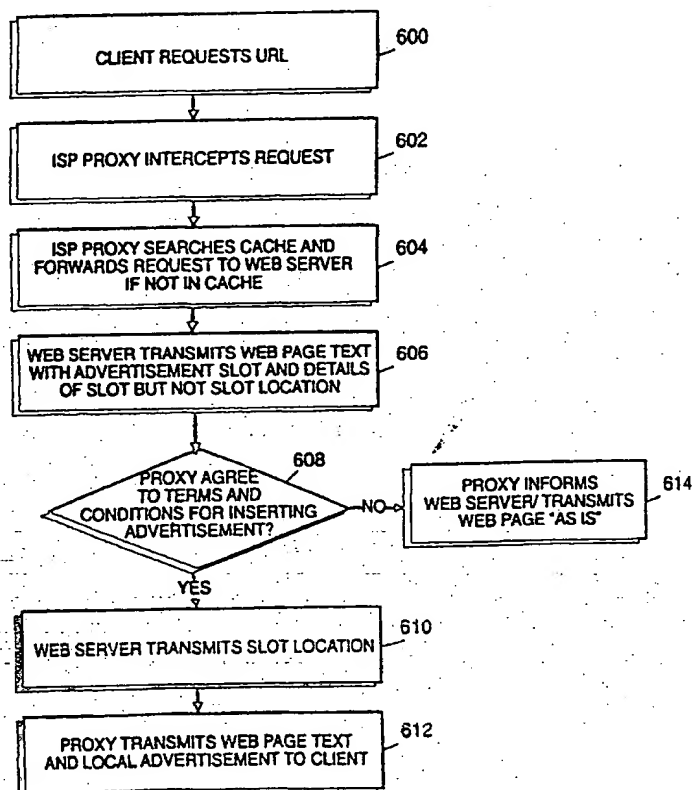 CLIENT REQUESTS URL
600
ISP PROXY INTERCEPTS REQUEST
602
ISP PROXY SEARCHES CACHE AND
FORWARDS REQUEST TO WEB SERVER
IF NOT IN CACHE
604
WEB SERVER TRANSMITS WEB PAGE TEXT
WITH ADVERTISEMENT SLOT AND DETAILS
OF SLOT BUT NOT SLOT LOCATION
606
PROXY AGREE
TO TERMS AND
CONDITIONS FOR INSERTING
ADVERTISEMENT?
608
NO
PROXY INFORMS
WEB SERVER/ TRANSMITS
WEB PAGE "AS IS"
614
YES
WEB SERVER TRANSMITS SLOT LOCATION
610
PROXY TRANSMITS WEB PAGE TEXT
AND LOCAL ADVERTISEMENT TO CLIENT
612